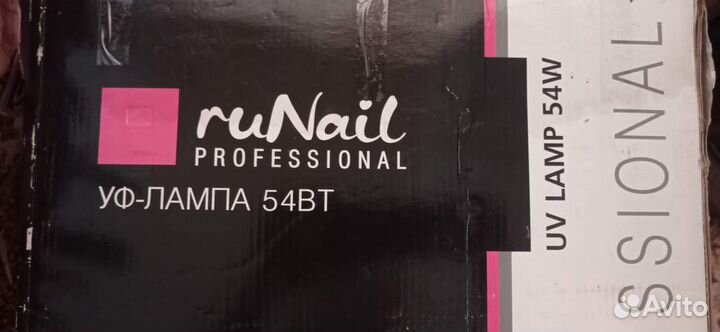 ruNail
PROFESSIONAL
УФ-ЛАМПА 54ВТ
UV LAMP 54W
SSIONAL
Avito